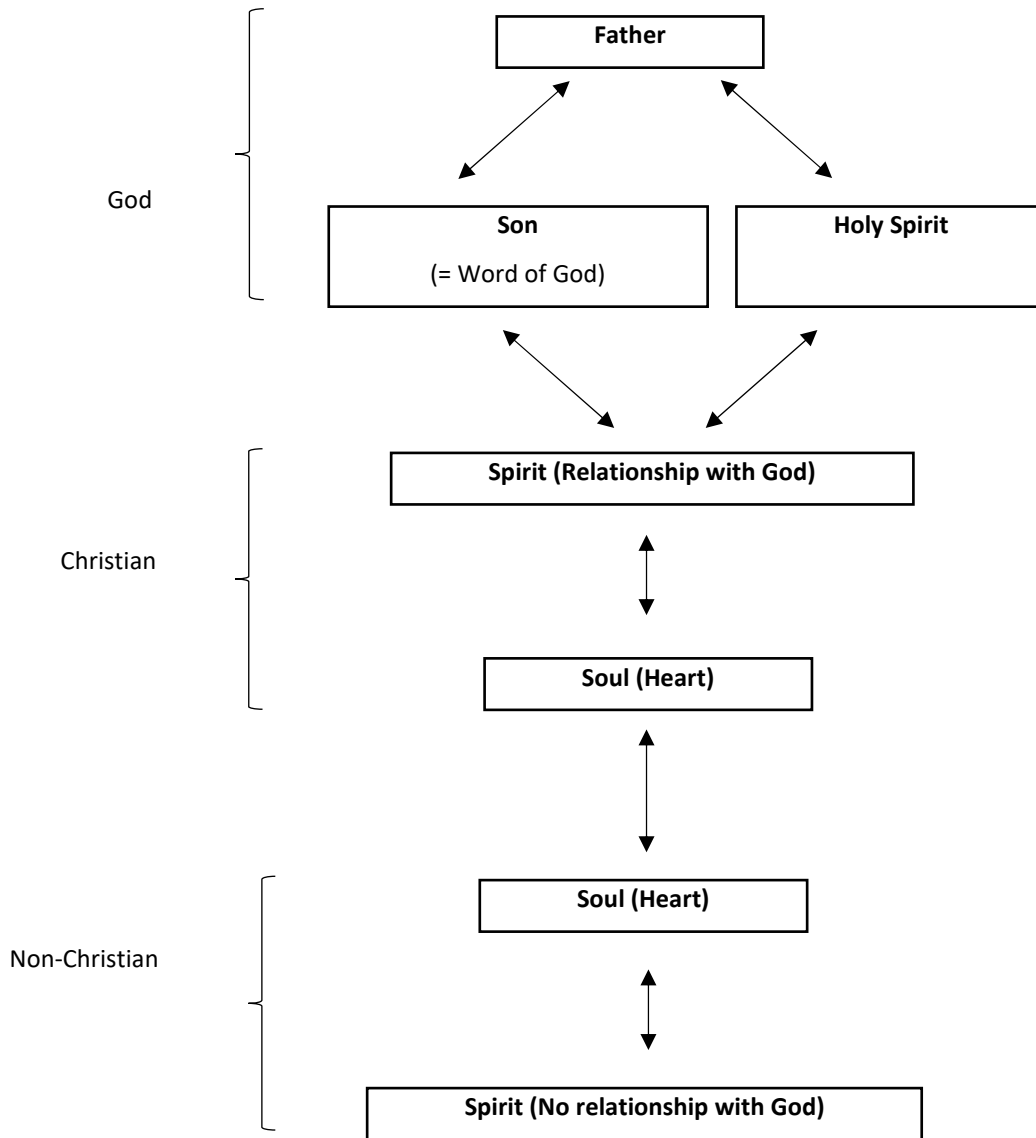 Father
God
Son
(= Word of God)
Holy Spirit
Spirit (Relationship with God)
Christian
Soul (Heart)
Soul (Heart)
Non-Christian
Spirit (No relationship with God)